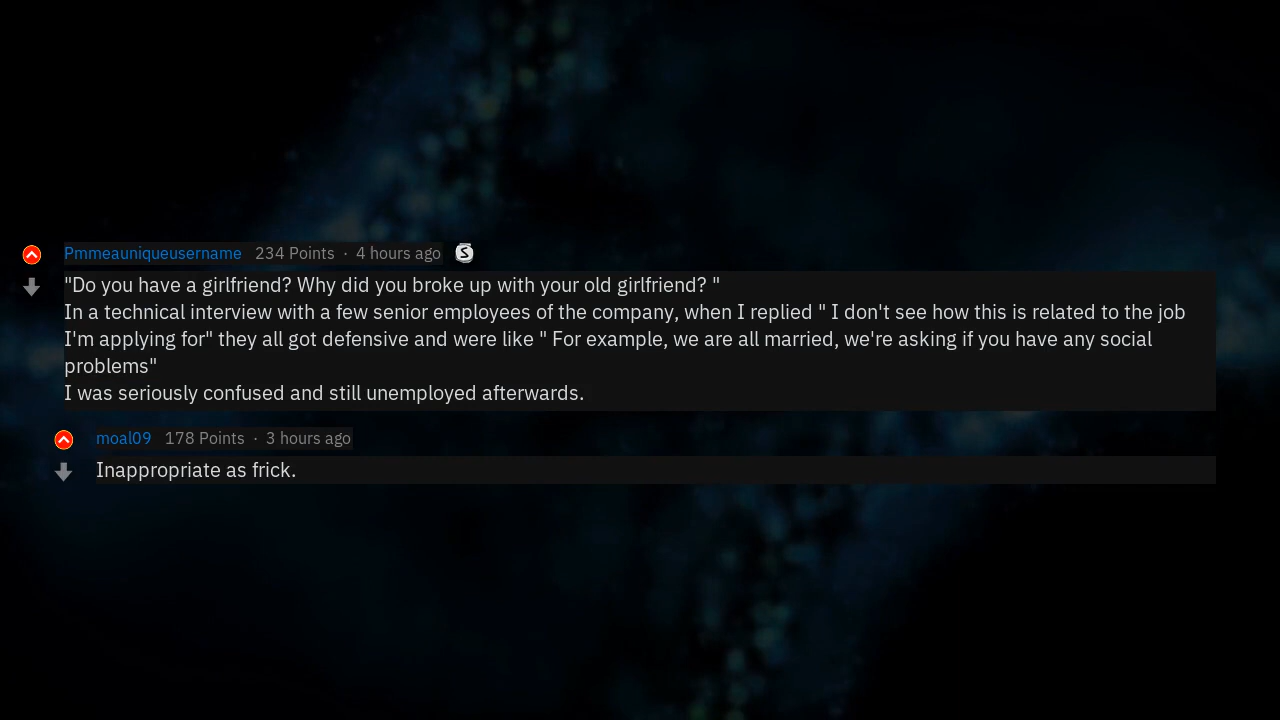 Pmmeauniqueusername 234 Points · 4 hours ago S
"Do you have a girlfriend? Why did you broke up with your old girlfriend? "
In a technical interview with a few senior employees of the company, when I replied " I don't see how this is related to the job
I'm applying for" they all got defensive and were like " For example, we are all married, we're asking if you have any social
problems"
I was seriously confused and still unemployed afterwards.
moal09 178 Points · 3 hours ago
Inappropriate as frick.